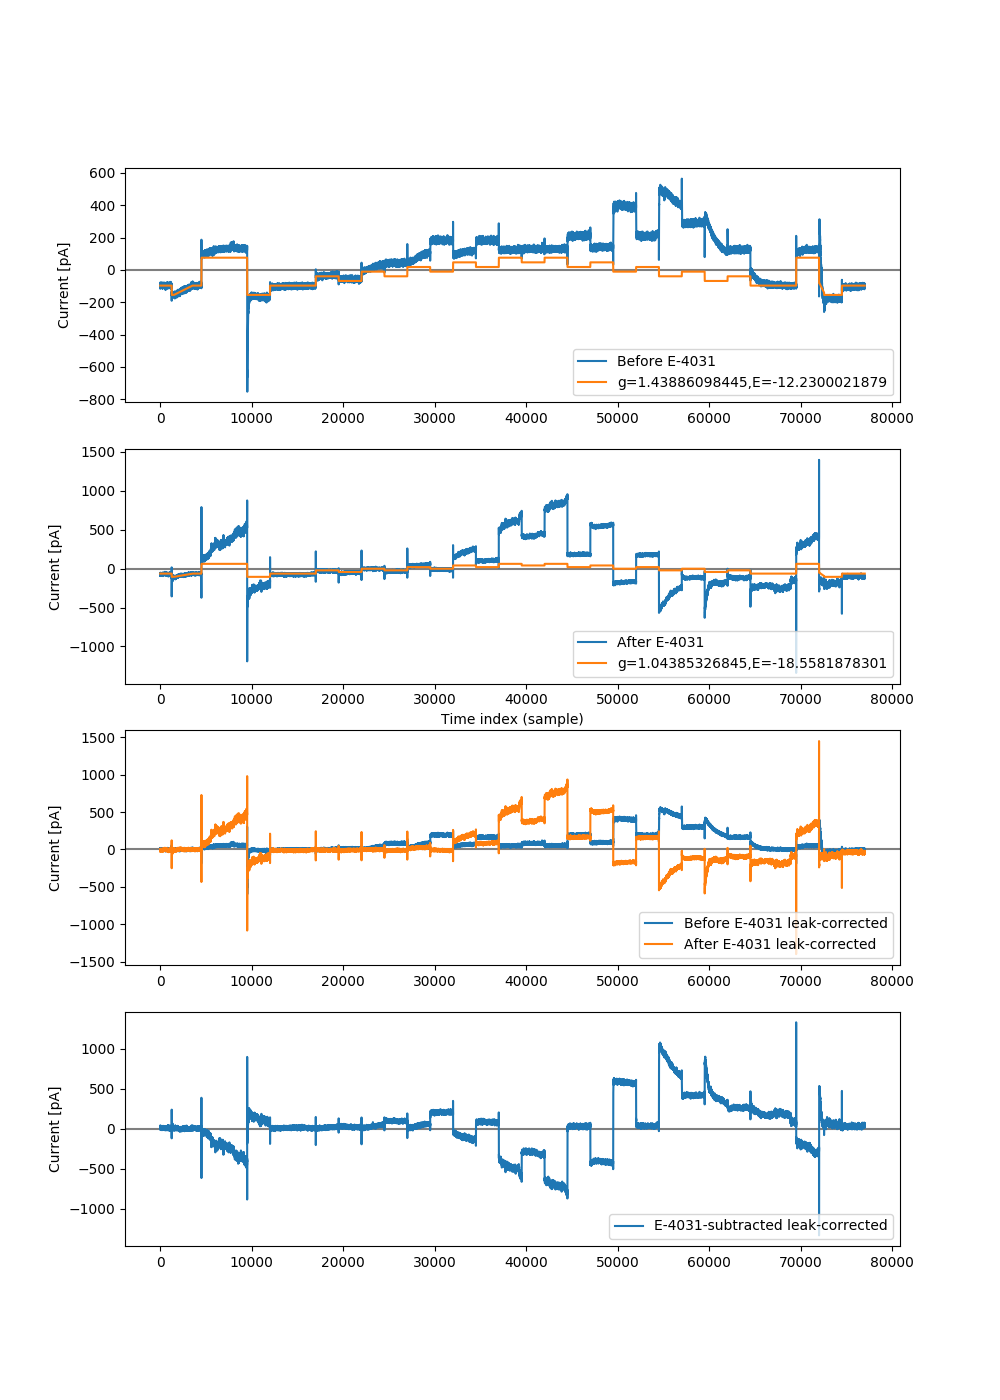 600
400
200
0
−200
−400
−600
−800
Current [pA]
Before E-4031
g=1.43886098445,E=-12.2300021879
0 10000 20000 30000 40000 50000 60000 70000 80000
1500
1000
500
0
−500
−1000
Current [pA]
After E-4031
g=1.04385326845,E=-18.5581878301
0 10000 20000 30000 40000 50000 60000 70000 80000
Time index (sample)
1500
1000
500
0
−500
−1000
−1500
Current [pA]
Before E-4031 leak-corrected
After E-4031 leak-corrected
0 10000 20000 30000 40000 50000 60000 70000 80000
1000
500
0
−500
−1000
Current [pA]
E-4031-subtracted leak-corrected
0 10000 20000 30000 40000 50000 60000 70000 80000